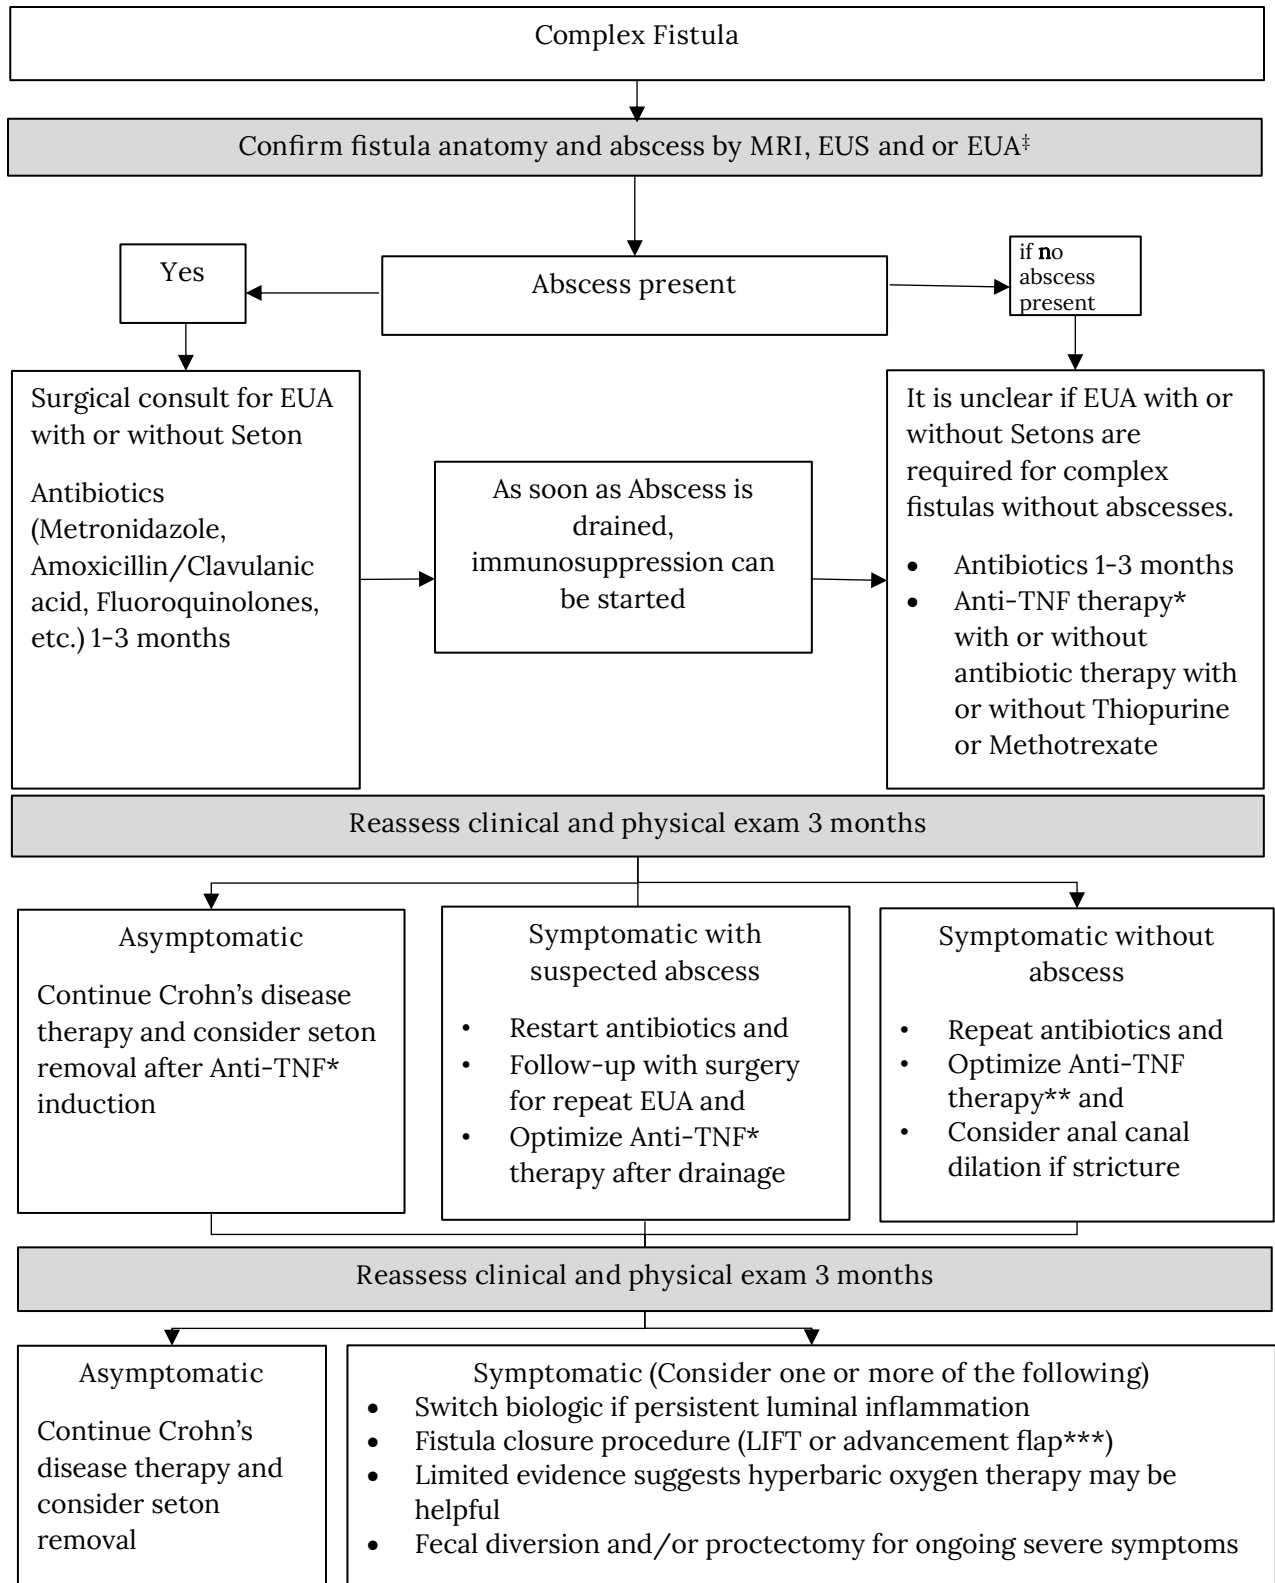 Complex Fistula
Confirm fistula anatomy and abscess by MRI, EUS and or EUA‡
Yes
Abscess present
if no
abscess
present
Surgical consult for EUA
with or without Seton
Antibiotics
(Metronidazole,
Amoxicillin/Clavulanic
acid, Fluoroquinolones,
etc.) 1-3 months
As soon as Abscess is
drained,
immunosuppression can
be started
It is unclear if EUA with or
without Setons are
required for complex
fistulas without abscesses.
• Antibiotics 1-3 months
• Anti-TNF therapy*
with or without
antibiotic therapy with
or without Thiopurine
or Methotrexate
Reassess clinical and physical exam 3 months
Asymptomatic
Continue Crohn’s disease
therapy and consider seton
removal after Anti-TNF*
induction
Symptomatic with
suspected abscess
• Restart antibiotics and
• Follow-up with surgery
for repeat EUA and
• Optimize Anti-TNF*
therapy after drainage
Symptomatic without
abscess
• Repeat antibiotics and
• Optimize Anti-TNF
therapy** and
• Consider anal canal
dilation if stricture
Reassess clinical and physical exam 3 months
Asymptomatic
Continue Crohn’s
disease therapy and
consider seton
removal
Symptomatic (Consider one or more of the following)
• Switch biologic if persistent luminal inflammation
• Fistula closure procedure (LIFT or advancement flap***)
• Limited evidence suggests hyperbaric oxygen therapy may be
helpful
• Fecal diversion and/or proctectomy for ongoing severe symptoms